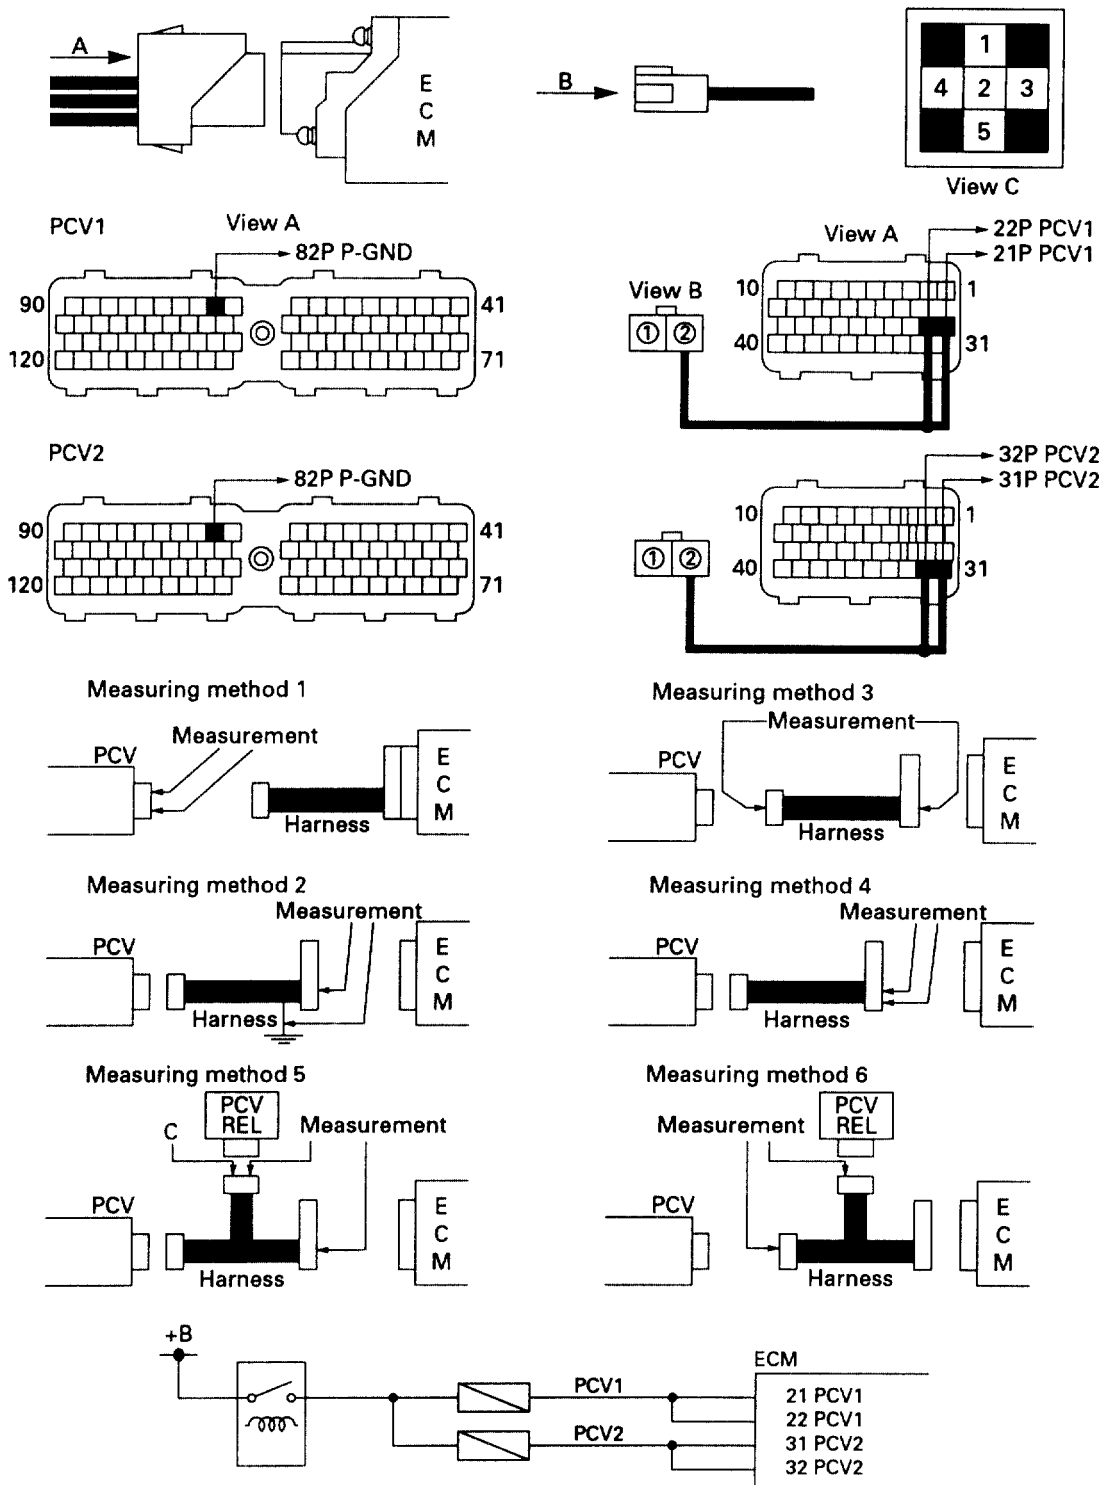 A
E
C
M
B
1
4 2 3
5
View C
PCV1
View A
82P P-GND
90
41
120
71
View A
22P PCV1
21P PCV1
View B
10
1
① ②
40
31
PCV2
82P P-GND
90
41
120
71
32P PCV2
31P PCV2
10
1
① ②
40
31
Measuring method 1
Measurement
PCV
E
C
M
Harness
Measuring method 3
Measurement
PCV
E
C
M
Harness
Measuring method 2
Measurement
PCV
E
C
M
Harness
Measuring method 4
Measurement
PCV
E
C
M
Harness
Measuring method 5
PCV
REL
C
Measurement
PCV
E
C
M
Harness
Measuring method 6
PCV
REL
Measurement
PCV
E
C
M
Harness
+B
ECM
PCV1
21 PCV1
22 PCV1
PCV2
31 PCV2
32 PCV2